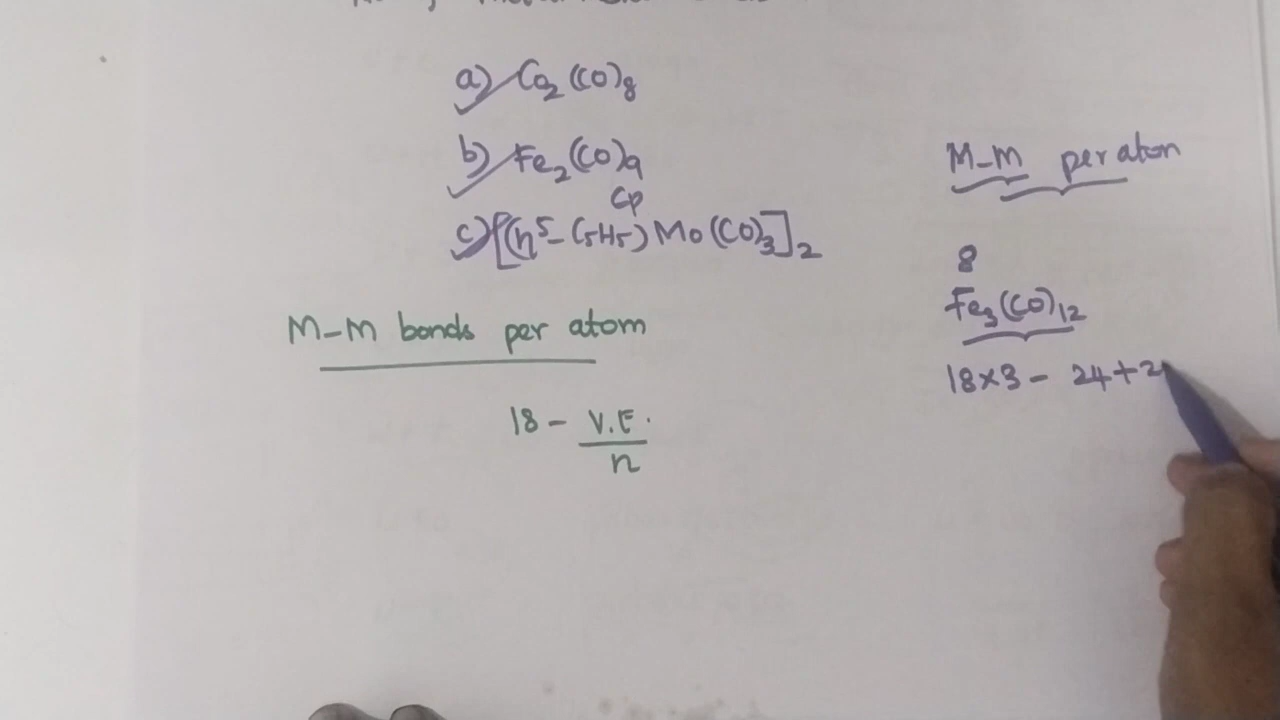 a) Co2 (CO)8
b) Fe2(CO)9
Cp
c) [(η5-C5H5) Mo(CO)3]2
M-M bonds per atom
18 - V.E.
n
M-M per atom
8
Fe3(CO)12
18×3 - 24+2